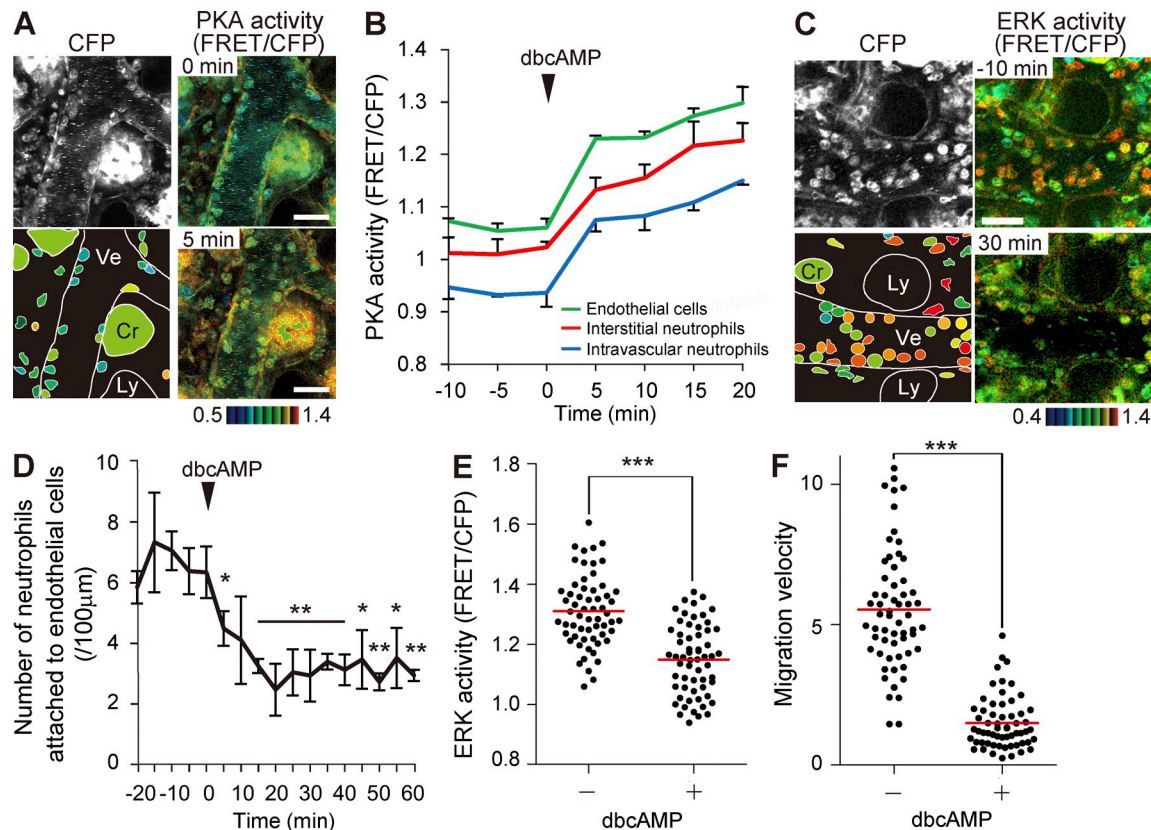 A
CFP
PKA activity
(FRET/CFP)
0 min
5 min
Ve
Cr
Ly
0.5
1.4
B
dbcAMP
PKA activity (FRET/CFP)
1.4
1.3
1.2
1.1
1
0.9
0.8
Endothelial cells
Interstitial neutrophils
Intravascular neutrophils
-10
-5
0
5
10
15
20
Time (min)
C
CFP
ERK activity
(FRET/CFP)
-10 min
30 min
Cr
Ly
Ve
Ly
0.4
1.4
D
dbcAMP
Number of neutrophils
attached to endothelial cells
(/100μm)
10
8
6
4
2
0
*
**
*
**
*
**
-20
-10
0
10
20
30
40
50
60
Time (min)
E
ERK activity (FRET/CFP)
1.8
1.6
1.4
1.2
1.0
0.8
***
− +
dbcAMP
F
Migration velocity
10
5
0
***
− +
dbcAMP